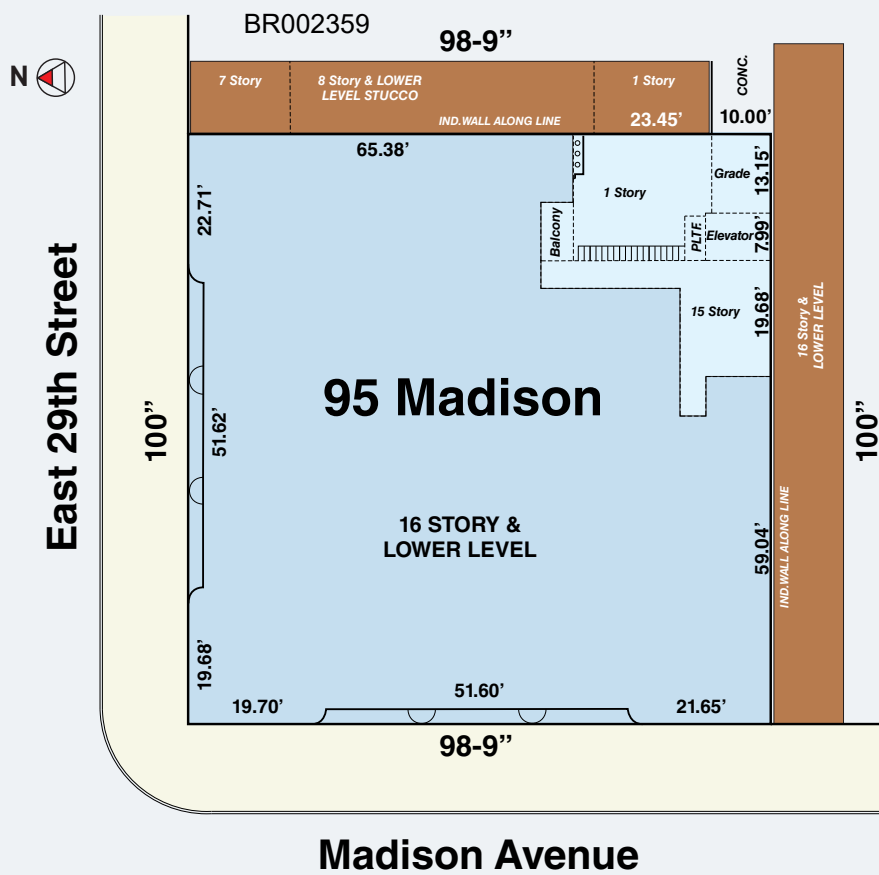 BR002359
98-9”
N
7 Story
8 Story & LOWER
LEVEL STUCCO
1 Story
CONC.
IND.WALL ALONG LINE
23.45’
10.00’
65.38’
22.71’
1 Story
Grade
13.15’
Balcony
PLTF.
Elevator
7.99’
15 Story
19.68’
16 Story &
LOWER LEVEL
East 29th Street
100”
51.62’
95 Madison
100”
16 STORY &
LOWER LEVEL
IND.WALL ALONG LINE
59.04’
19.68’
19.70’
51.60’
21.65’
98-9”
Madison Avenue